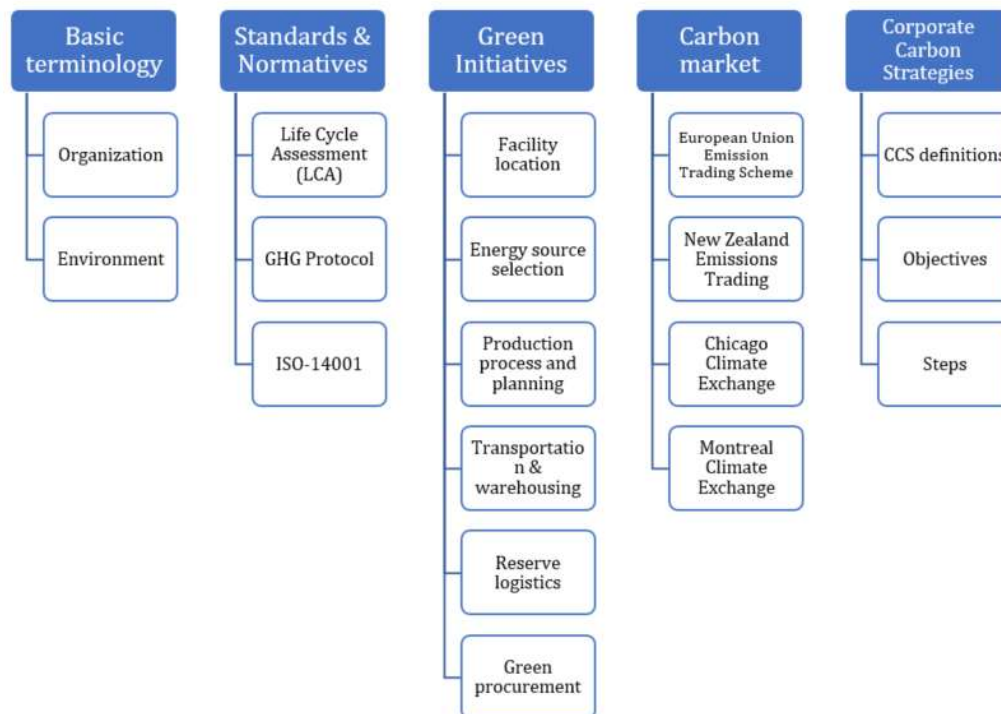 Basic
terminology
Organization
Environment
Standards &
Normatives
Life Cycle
Assessment
(LCA)
GHG Protocol
ISO-14001
Green
Initiatives
Facility
location
Energy source
selection
Production
process and
planning
Transportatio
n &
warehousing
Reserve
logistics
Green
procurement
Carbon
market
European Union
Emission
Trading Scheme
New Zealand
Emissions
Trading
Chicago
Climate
Exchange
Montreal
Climate
Exchange
Corporate
Carbon
Strategies
CCS definitions
Objectives
Steps